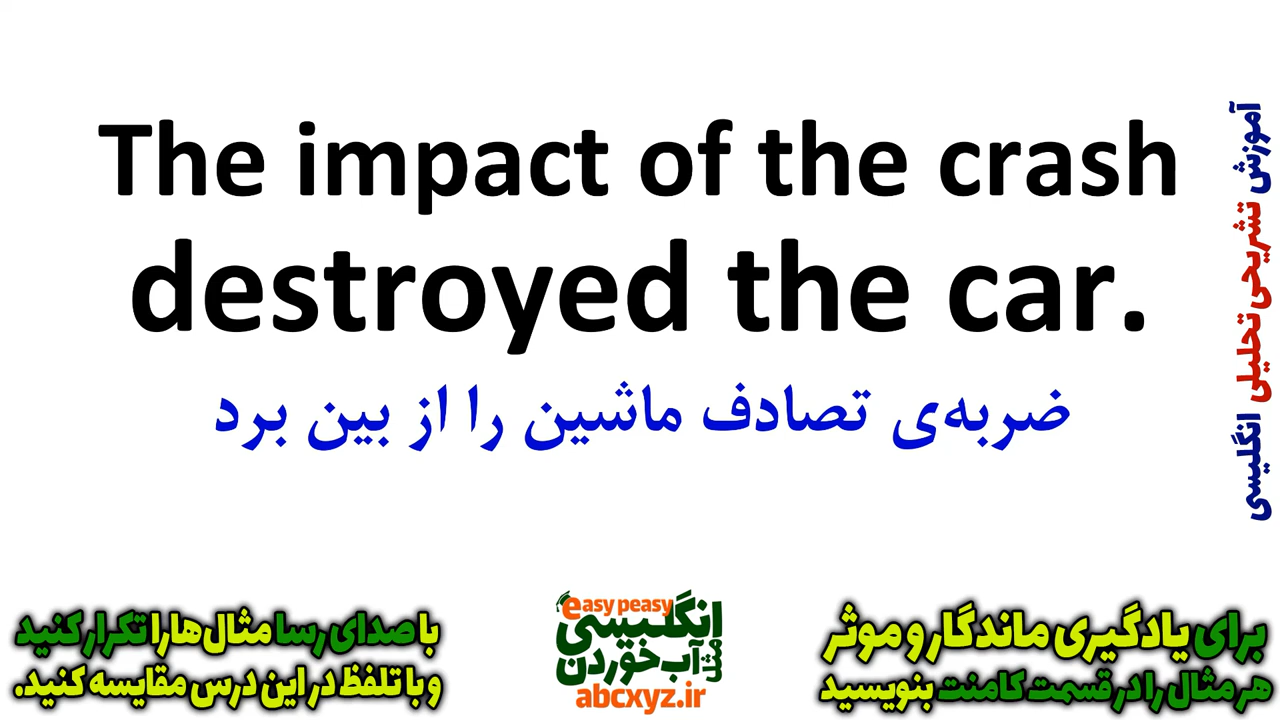 The impact of the crash
destroyed the car.
ضربه‌ی تصادف ماشین را از بین برد
آموزش تشریحی تحلیلی انگلیسی
برای یادگیری ماندگار و موثر
هر مثال را در قسمت کامنت بنویسید
easy peasy
انگلیسی
مثل آب خوردن
abcxyz.ir
با صدای رسا مثال‌ها را تکرار کنید
و با تلفظ در این درس مقایسه کنید.